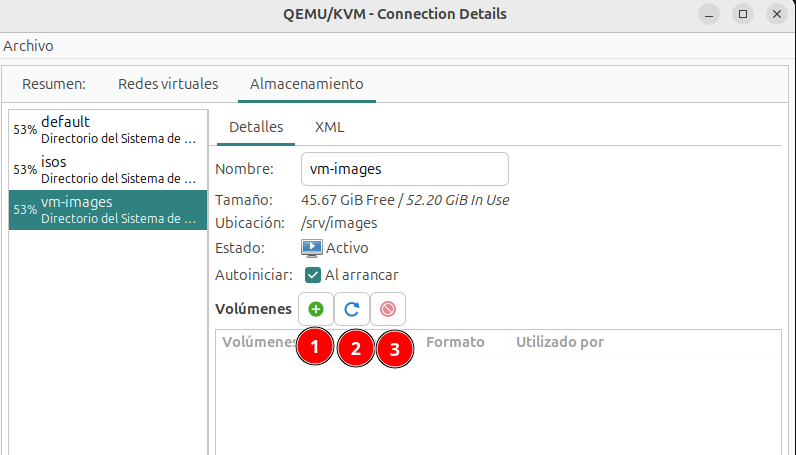 QEMU/KVM - Connection Details
Archivo
Resumen: Redes virtuales Almacenamiento
53% default
Directorio del Sistema de ...
53% isos
Directorio del Sistema de ...
53% vm-images
Directorio del Sistema de ...
Detalles XML
Nombre: vm-images
Tamaño: 45.67 GiB Free / 52.20 GiB In Use
Ubicación: /srv/images
Estado: Activo
Autoiniciar: Al arrancar
Volúmenes
1 2 3
Volúmenes Formato Utilizado por